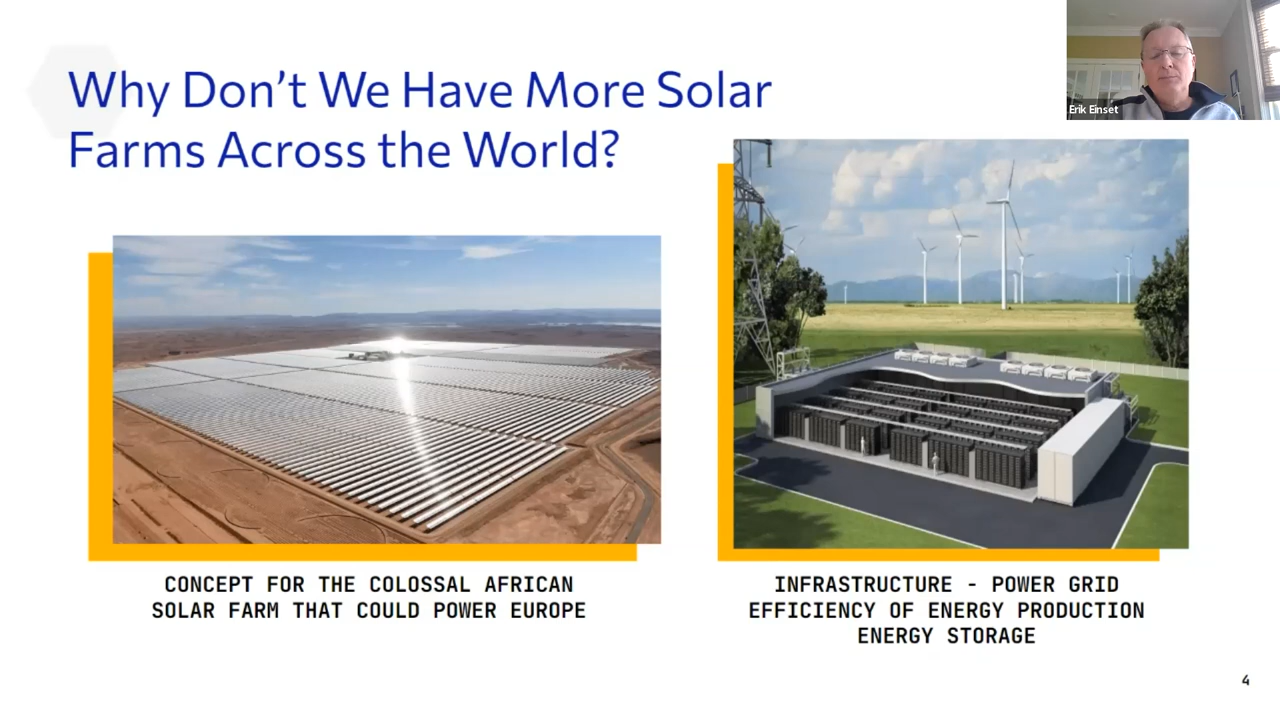 Why Don't We Have More Solar
Farms Across the World?
Erik Einset
CONCEPT FOR THE COLOSSAL AFRICAN
SOLAR FARM THAT COULD POWER EUROPE
INFRASTRUCTURE - POWER GRID
EFFICIENCY OF ENERGY PRODUCTION
ENERGY STORAGE
4